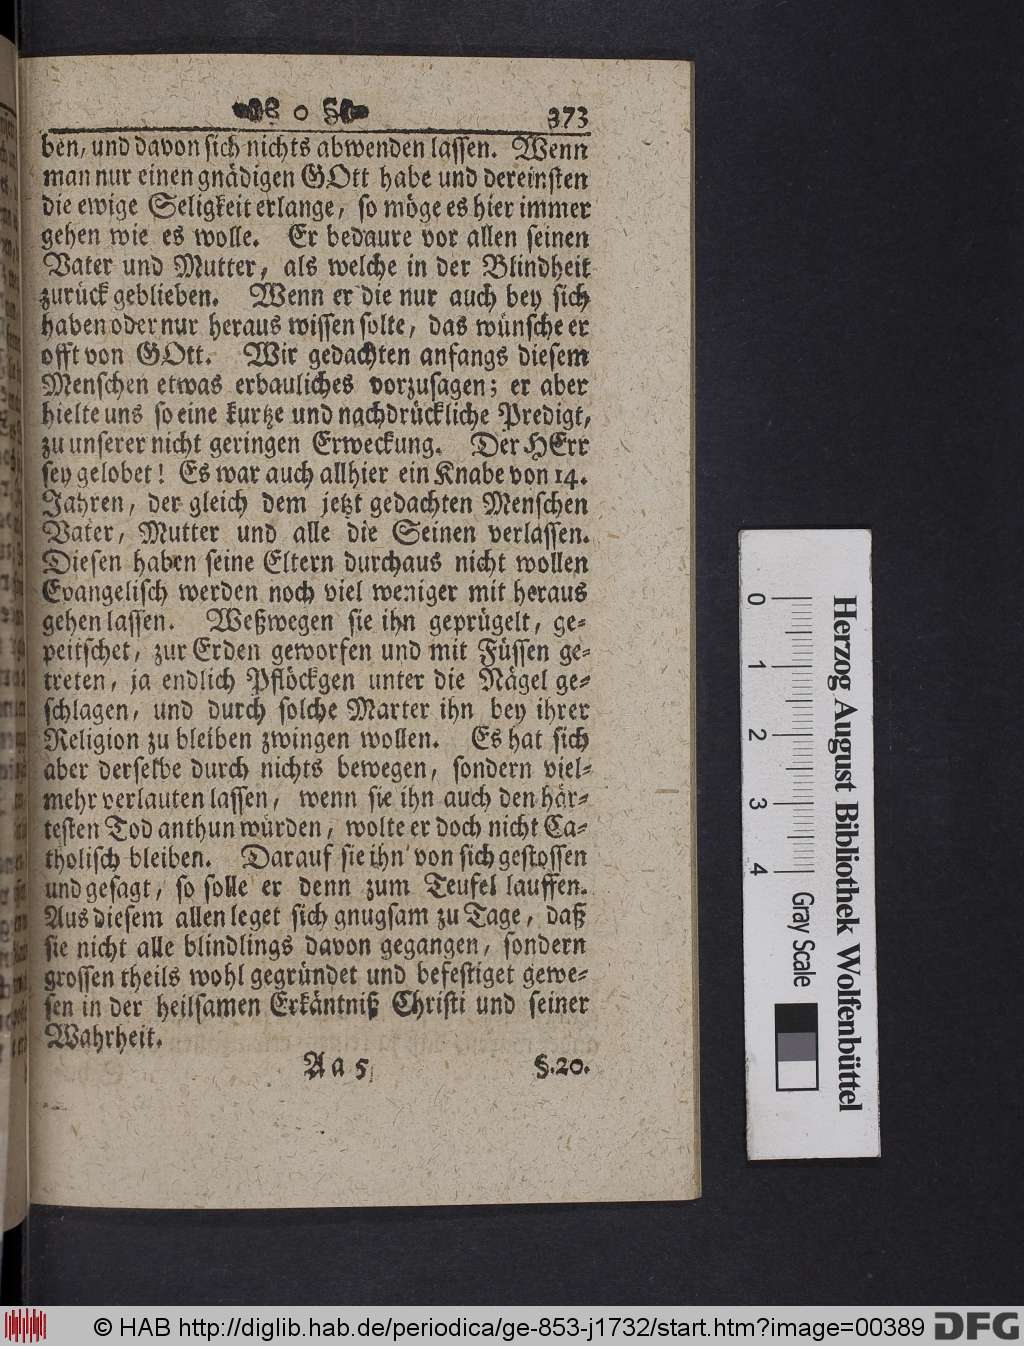 o 373
ben, und davon sich nichts abwenden lassen. Wenn
man nur einen gnädigen GOtt habe und dereinsten
die ewige Seligkeit erlange, so möge es hier immer
gehen wie es wolle. Er bedaure vor allen seinen
Vater und Mutter, als welche in der Blindheit
zurück geblieben. Wenn er die nur auch bey sich
haben oder nur heraus wissen solte, das wünsche er
offt von GOtt. Wir gedachten anfangs diesem
Menschen etwas erbauliches vorzusagen; er aber
hielte uns so eine kurtze und nachdrückliche Predigt,
zu unserer nicht geringen Erweckung. Der HErr
sey gelobet! Es war auch allhier ein Knabe von 14.
Jahren, der gleich dem jetzt gedachten Menschen
Vater, Mutter und alle die Seinen verlassen.
Diesen haben seine Eltern durchaus nicht wollen
Evangelisch werden noch viel weniger mit heraus
gehen lassen. Weßwegen sie ihn geprügelt, ge-
peitschet, zur Erden geworfen und mit Füssen ge-
treten, ja endlich Pflöckgen unter die Nägel ge-
schlagen, und durch solche Marter ihn bey ihrer
Religion zu bleiben zwingen wollen. Es hat sich
aber derselbe durch nichts bewegen, sondern viel-
mehr verlauten lassen, wenn sie ihn auch den här-
testen Tod anthun würden, wolte er doch nicht Ca-
tholisch bleiben. Darauf sie ihn von sich gestossen
und gesagt, so solle er denn zum Teufel lauffen.
Aus diesem allen leget sich gnugsam zu Tage, daß
sie nicht alle blindlings davon gegangen, sondern
grossen theils wohl gegründet und befestiget gewe-
sen in der heilsamen Erkäntniß Christi und seiner
Wahrheit.
Aa 5 §.20.
Herzog August Bibliothek Wolfenbüttel
0 1 2 3 4 Gray Scale
© HAB http://diglib.hab.de/periodica/ge-853-j1732/start.htm?image=00389 DFG